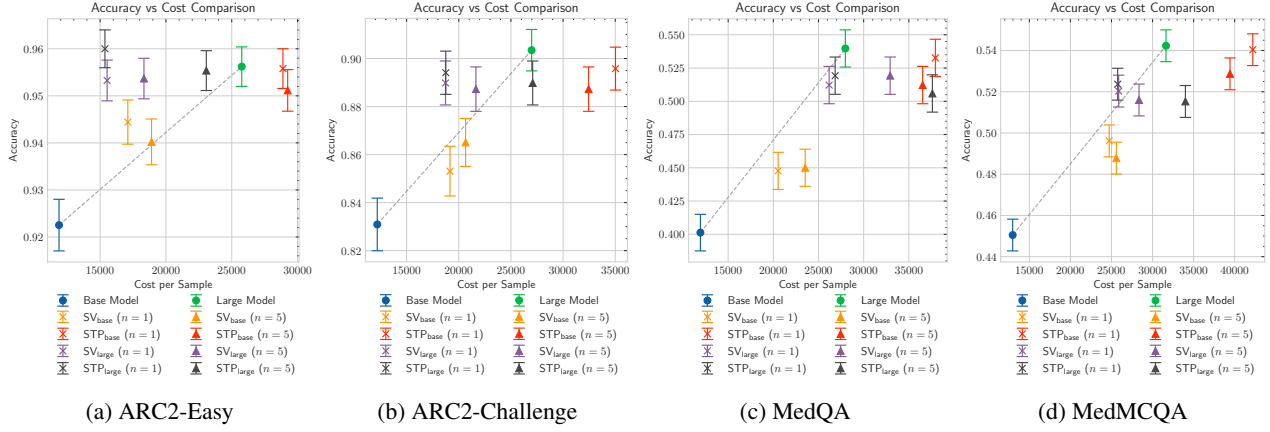 Accuracy vs Cost Comparison
Accuracy
0.96
0.95
0.94
0.93
0.92
15000 20000 25000 30000
Cost per Sample
Base Model Large Model
SV_base (n = 1) SV_base (n = 5)
STP_base (n = 1) STP_base (n = 5)
SV_large (n = 1) SV_large (n = 5)
STP_large (n = 1) STP_large (n = 5)
(a) ARC2-Easy
Accuracy vs Cost Comparison
Accuracy
0.90
0.88
0.86
0.84
0.82
15000 20000 25000 30000 35000
Cost per Sample
Base Model Large Model
SV_base (n = 1) SV_base (n = 5)
STP_base (n = 1) STP_base (n = 5)
SV_large (n = 1) SV_large (n = 5)
STP_large (n = 1) STP_large (n = 5)
(b) ARC2-Challenge
Accuracy vs Cost Comparison
Accuracy
0.550
0.525
0.500
0.475
0.450
0.425
0.400
15000 20000 25000 30000 35000
Cost per Sample
Base Model Large Model
SV_base (n = 1) SV_base (n = 5)
STP_base (n = 1) STP_base (n = 5)
SV_large (n = 1) SV_large (n = 5)
STP_large (n = 1) STP_large (n = 5)
(c) MedQA
Accuracy vs Cost Comparison
Accuracy
0.54
0.52
0.50
0.48
0.46
0.44
15000 20000 25000 30000 35000 40000
Cost per Sample
Base Model Large Model
SV_base (n = 1) SV_base (n = 5)
STP_base (n = 1) STP_base (n = 5)
SV_large (n = 1) SV_large (n = 5)
STP_large (n = 1) STP_large (n = 5)
(d) MedMCQA